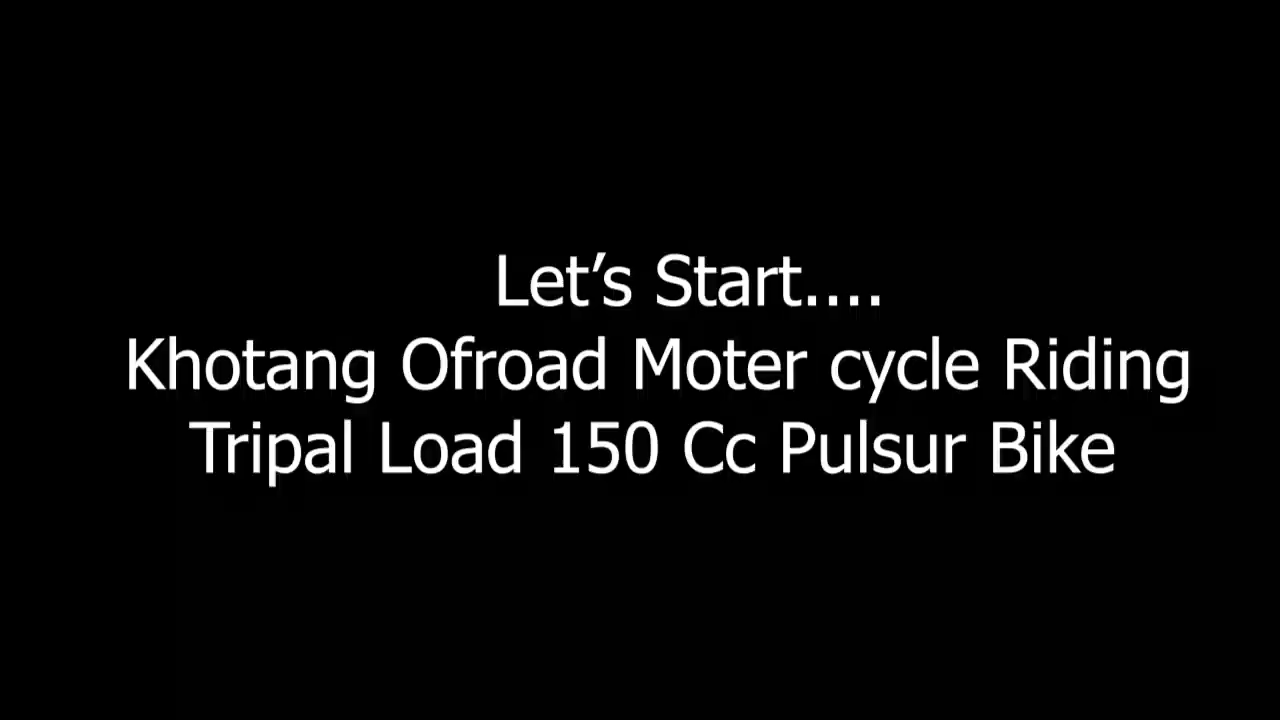 Let’s Start....
Khotang Ofroad Moter cycle Riding
Tripal Load 150 Cc Pulsur Bike